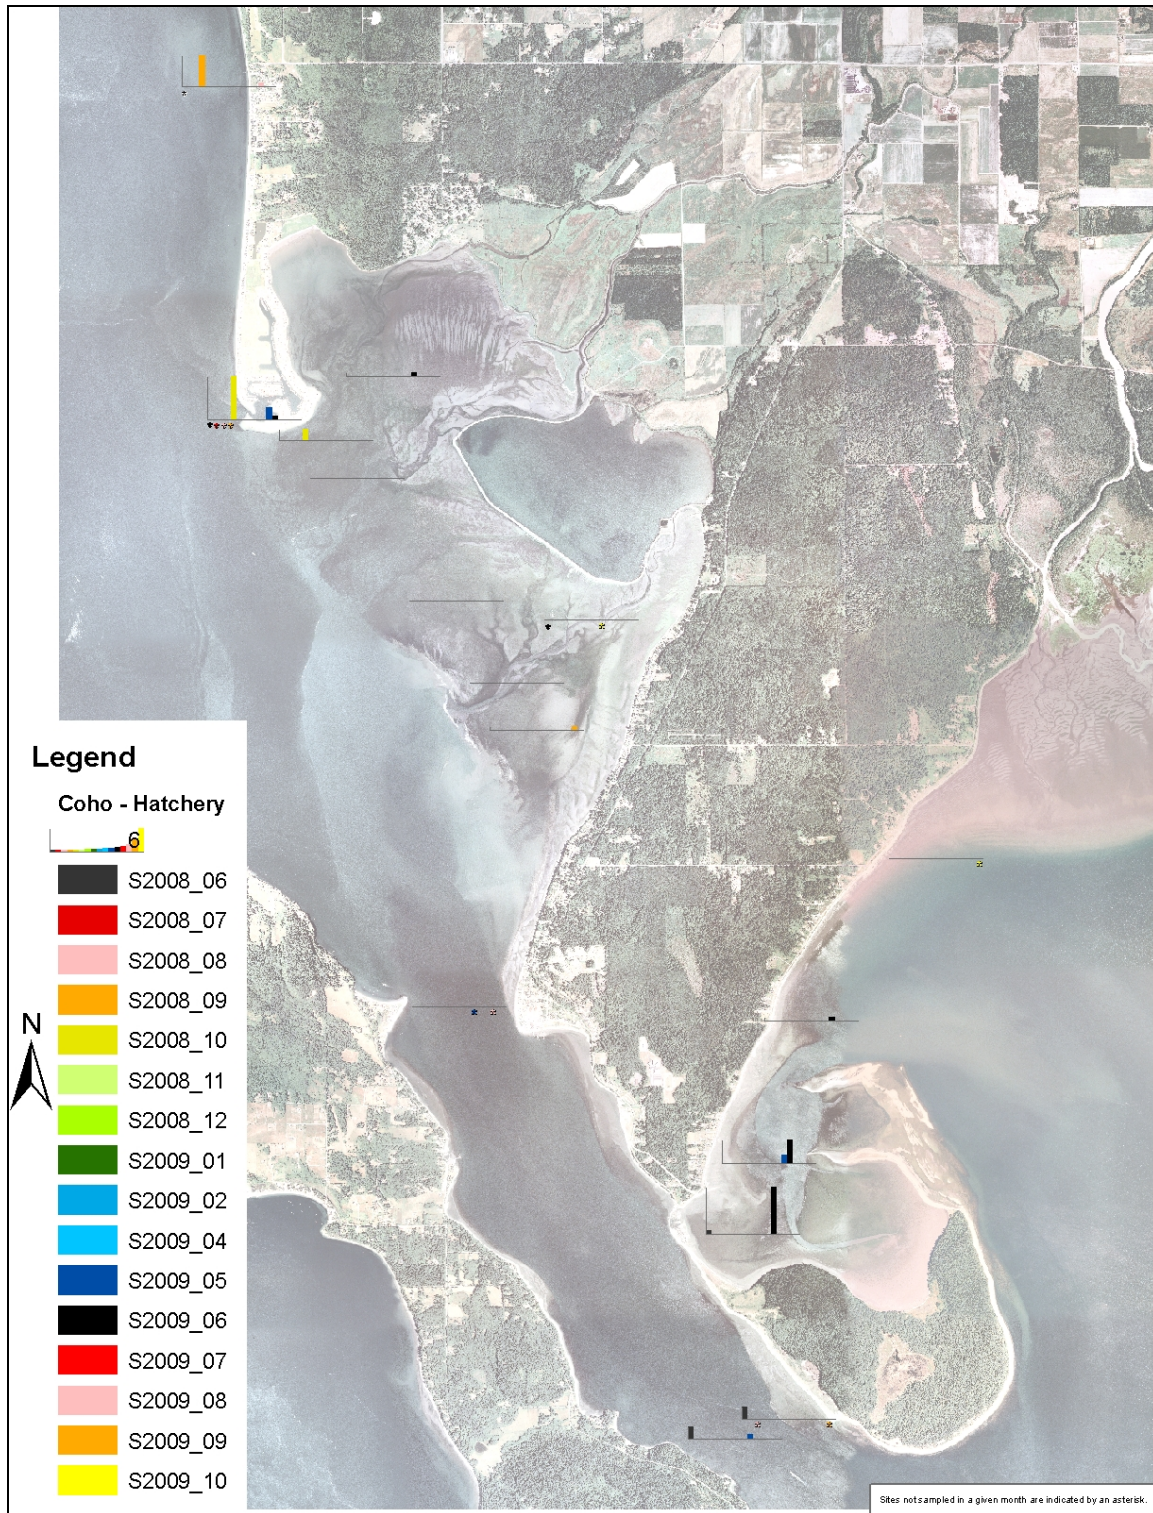 Legend
Coho - Hatchery
6
S2008_06
S2008_07
S2008_08
S2008_09
S2008_10
S2008_11
S2008_12
S2009_01
S2009_02
S2009_04
S2009_05
S2009_06
S2009_07
S2009_08
S2009_09
S2009_10
N
Sites not sampled in a given month are indicated by an asterisk.